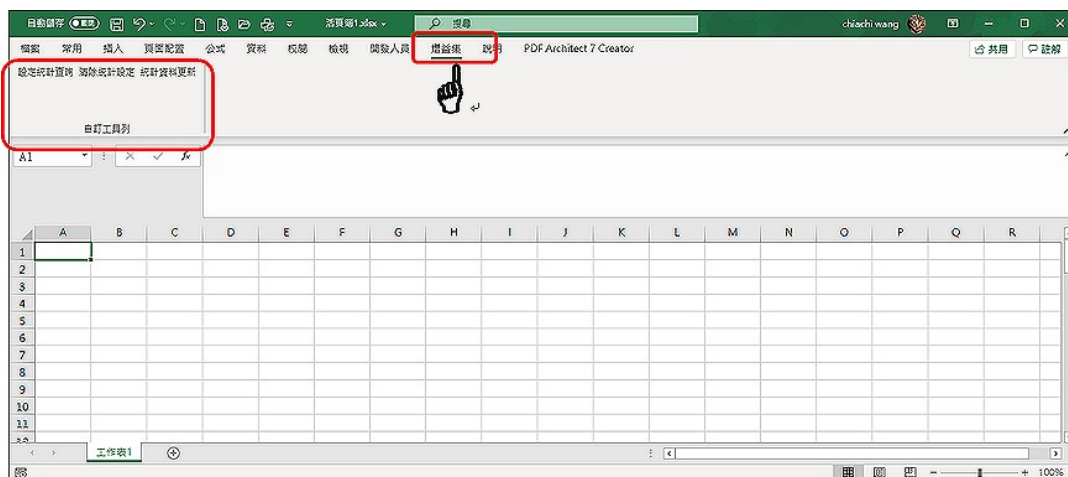 自動儲存 活頁簿1.xlsx 搜尋 chiachi wang
檔案 常用 插入 頁面配置 公式 資料 校閱 檢視 開發人員 增益集 說明 PDF Architect 7 Creator 共用 註解
設定統計查詢 清除統計設定 統計資料更新
自訂工具列
A1 fx
A B C D E F G H I J K L M N O P Q R
1
2
3
4
5
6
7
8
9
10
11
工作表1
100%